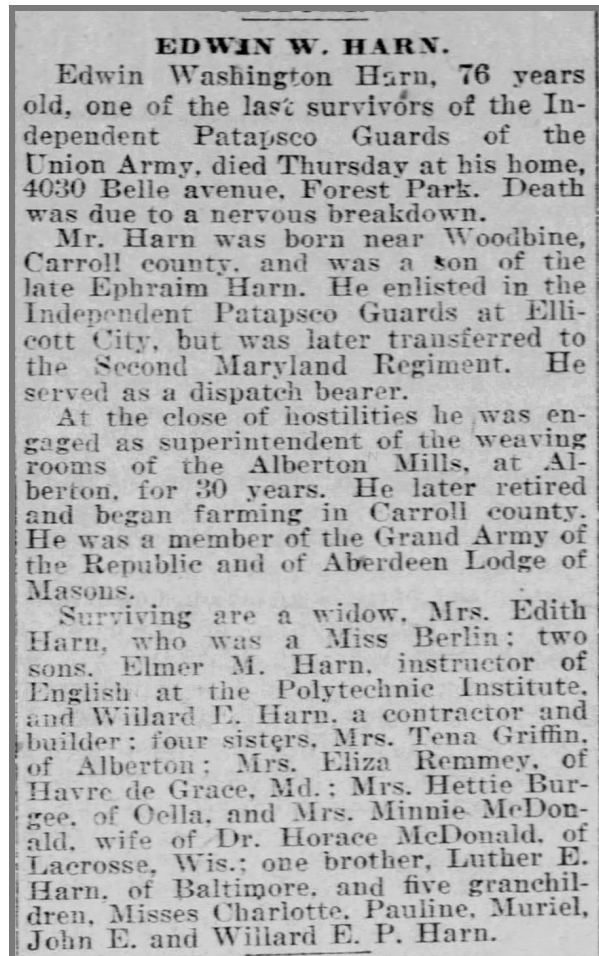 EDWIN W. HARN.
Edwin Washington Harn, 76 years
old, one of the last survivors of the In-
dependent Patapsco Guards of the
Union Army, died Thursday at his home,
4030 Belle avenue, Forest Park. Death
was due to a nervous breakdown.
Mr. Harn was born near Woodbine,
Carroll county, and was a son of the
late Ephraim Harn. He enlisted in the
Independent Patapsco Guards at Elli-
cott City, but was later transferred to
the Second Maryland Regiment. He
served as a dispatch bearer.
At the close of hostilities he was en-
gaged as superintendent of the weaving
rooms of the Alberton Mills, at Al-
berton, for 30 years. He later retired
and began farming in Carroll county.
He was a member of the Grand Army of
the Republic and of Aberdeen Lodge of
Masons.
Surviving are a widow, Mrs. Edith
Harn, who was a Miss Berlin; two
sons, Elmer M. Harn, instructor of
English at the Polytechnic Institute,
and Willard E. Harn, a contractor and
builder; four sisters, Mrs. Tena Griffin,
of Alberton; Mrs. Eliza Remmey, of
Havre de Grace, Md.; Mrs. Hettie Bur-
gee, of Oella, and Mrs. Minnie McDon-
ald, wife of Dr. Horace McDonald, of
Lacrosse, Wis.; one brother, Luther E.
Harn, of Baltimore, and five granchil-
dren, Misses Charlotte, Pauline, Muriel,
John E. and Willard E. P. Harn.